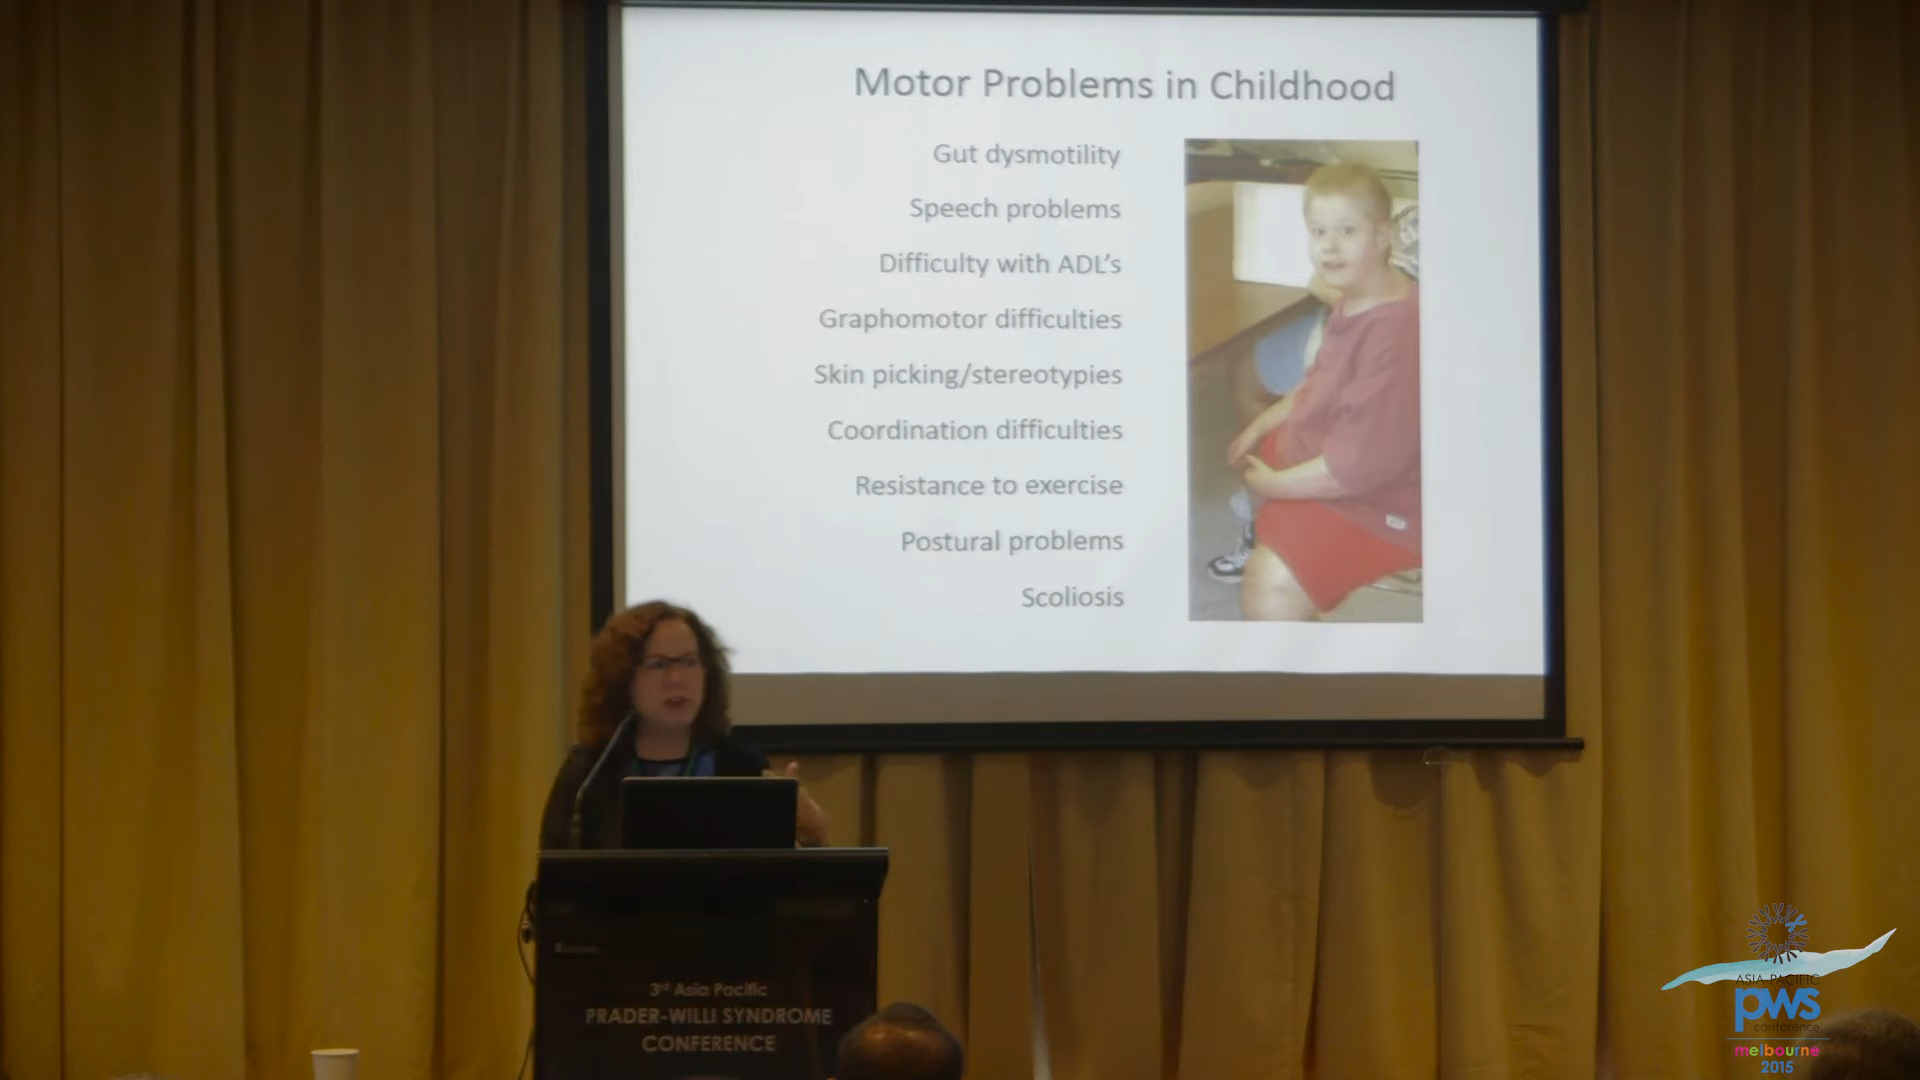 Motor Problems in Childhood
Gut dysmotility
Speech problems
Difficulty with ADL's
Graphomotor difficulties
Skin picking/stereotypies
Coordination difficulties
Resistance to exercise
Postural problems
Scoliosis
3rd Asia Pacific
PRADER-WILLI SYNDROME
CONFERENCE
ASIA-PACIFIC
pws
conference
melbourne
2015